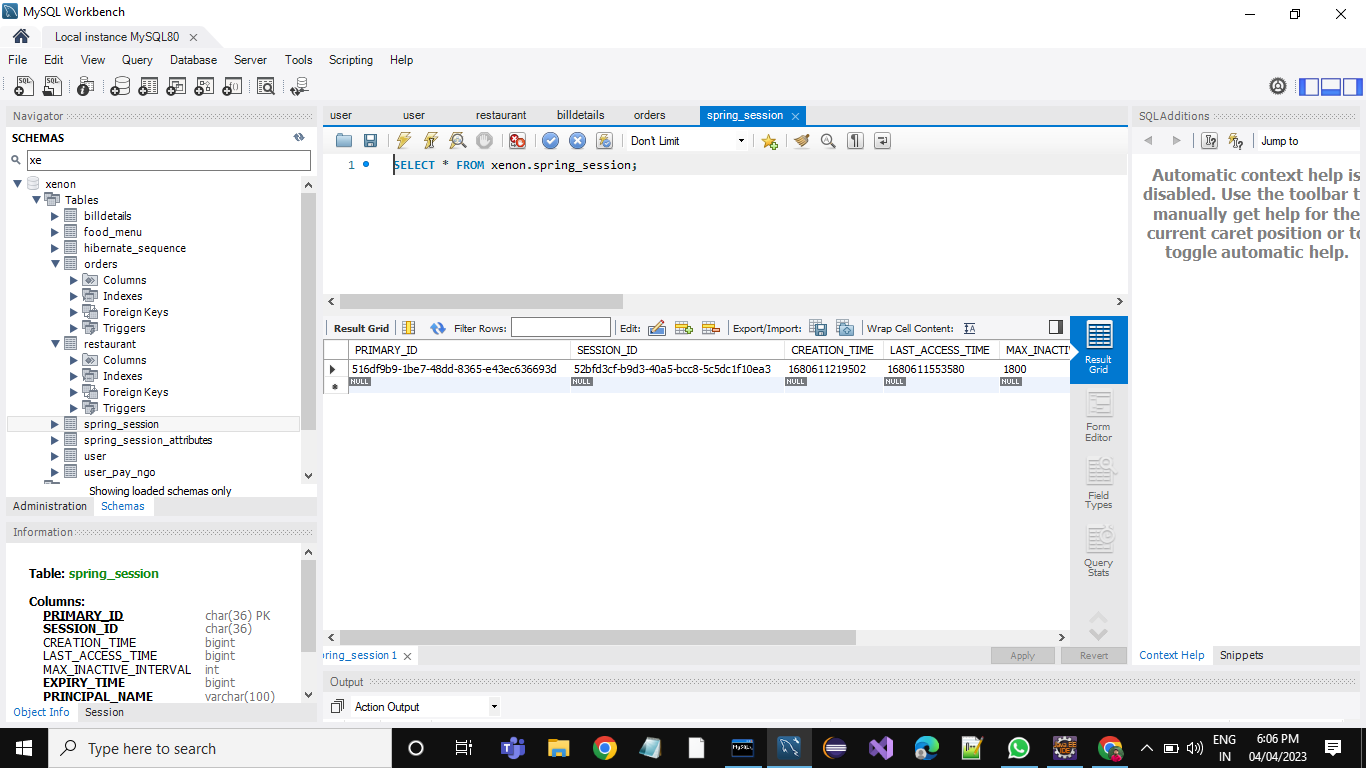 MySQL Workbench
Local instance MySQL80
File Edit View Query Database Server Tools Scripting Help
Navigator
SCHEMAS
xe
xenon
Tables
billdetails
food_menu
hibernate_sequence
orders
Columns
Indexes
Foreign Keys
Triggers
restaurant
Columns
Indexes
Foreign Keys
Triggers
spring_session
spring_session_attributes
user
user_pay_ngo
Showing loaded schemas only
Administration Schemas
Information
Table: spring_session
Columns:
PRIMARY_ID char(36) PK
SESSION_ID char(36)
CREATION_TIME bigint
LAST_ACCESS_TIME bigint
MAX_INACTIVE_INTERVAL int
EXPIRY_TIME bigint
PRINCIPAL_NAME varchar(100)
Object Info Session
user user restaurant billdetails orders spring_session
Don't Limit
1 SELECT * FROM xenon.spring_session;
Result Grid Filter Rows: Edit: Export/Import: Wrap Cell Content:
PRIMARY_ID SESSION_ID CREATION_TIME LAST_ACCESS_TIME MAX_INACTIV
516df9b9-1be7-48dd-8365-e43ec636693d 52bfd3cf-b9d3-40a5-bcc8-5c5dc1f10ea3 1680611219502 1680611553580 1800
NULL NULL NULL NULL NULL
Result
Grid
Form
Editor
Field
Types
Query
Stats
pring_session 1
Apply Revert
Output
Action Output
SQLAdditions
Jump to
Automatic context help is
disabled. Use the toolbar t
manually get help for the
current caret position or to
toggle automatic help.
Context Help Snippets
Type here to search
ENG
IN
6:06 PM
04/04/2023